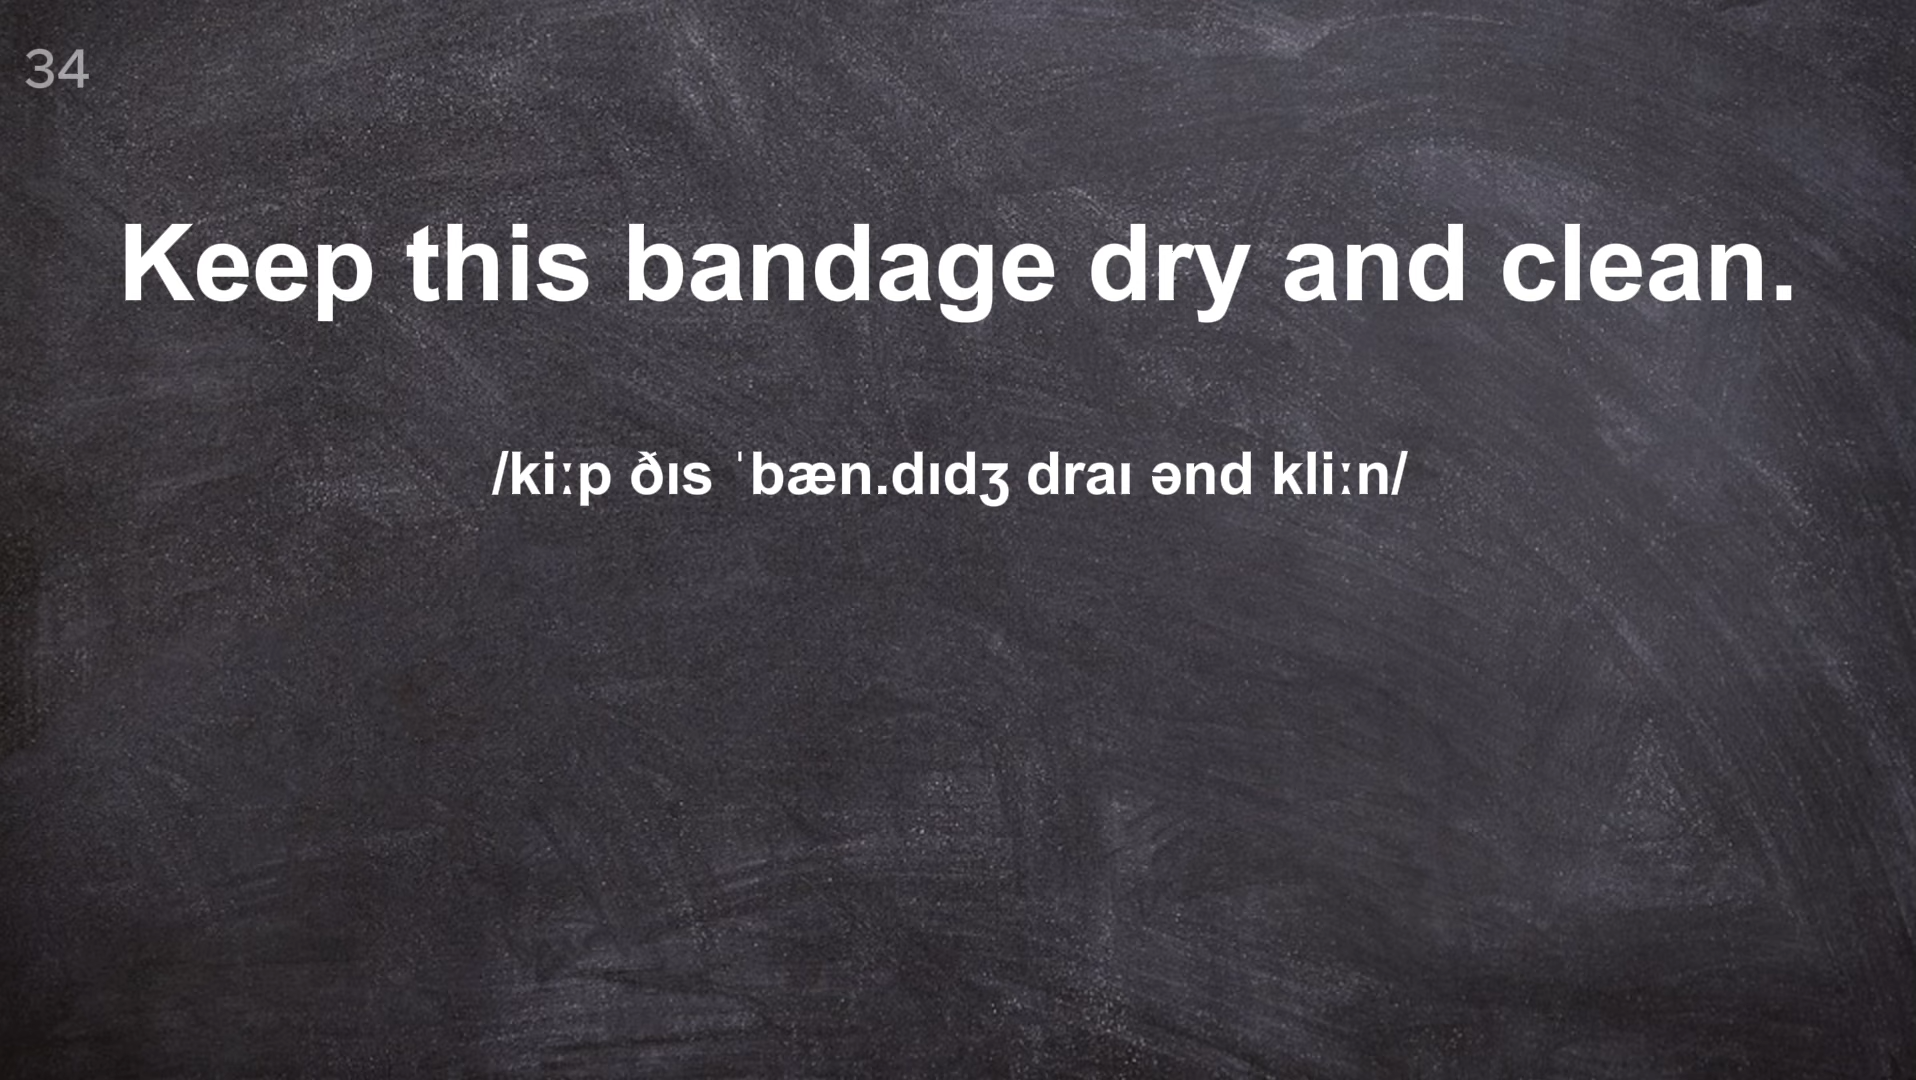 34
Keep this bandage dry and clean.
/kiːp ðɪs ˈbæn.dɪdʒ draɪ ənd kliːn/